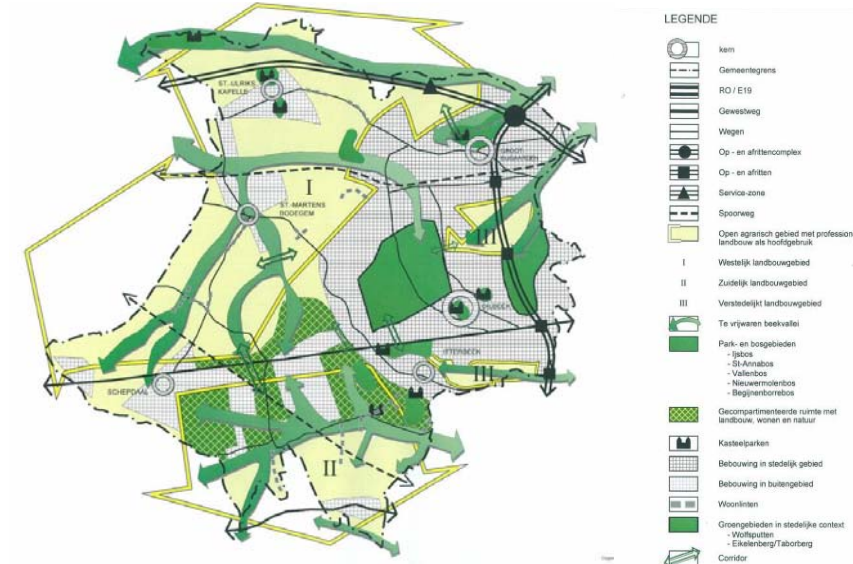 LEGENDE
kern
Gemeentegrens
RO / E19
Gewestweg
Wegen
Op - en afrittencomplex
Op - en afritten
Service-zone
Spoorweg
Open agrarisch gebied met profession
landbouw als hoofdgebruik
I Westelijk landbouwgebied
II Zuidelijk landbouwgebied
III Verstedelijkt landbouwgebied
Te vrijwaren beekvallei
Park- en bosgebieden
- Ijsbos
- St-Annabos
- Vallenbos
- Nieuwermolenbos
- Begijnenborrebos
Gecompartimenteerde ruimte met
landbouw, wonen en natuur
Kasteelparken
Bebouwing in stedelijk gebied
Bebouwing in buitengebied
Woonlinten
Groengebieden in stedelijke context
- Wolfsputten
- Eikelenberg/Taborberg
Corridor
ST-ULRIKS
KAPELLE
I
ST-MARTENS
BODEGEM
III
SCHEPDAAL
ITTERBEEK
III
II